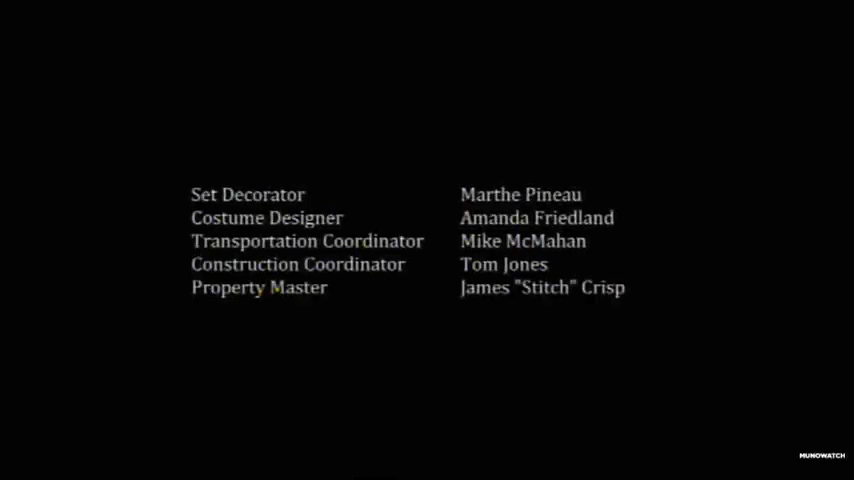 Set Decorator Marthe Pineau
Costume Designer Amanda Friedland
Transportation Coordinator Mike McMahan
Construction Coordinator Tom Jones
Property Master James "Stitch" Crisp
MUNOWATCH